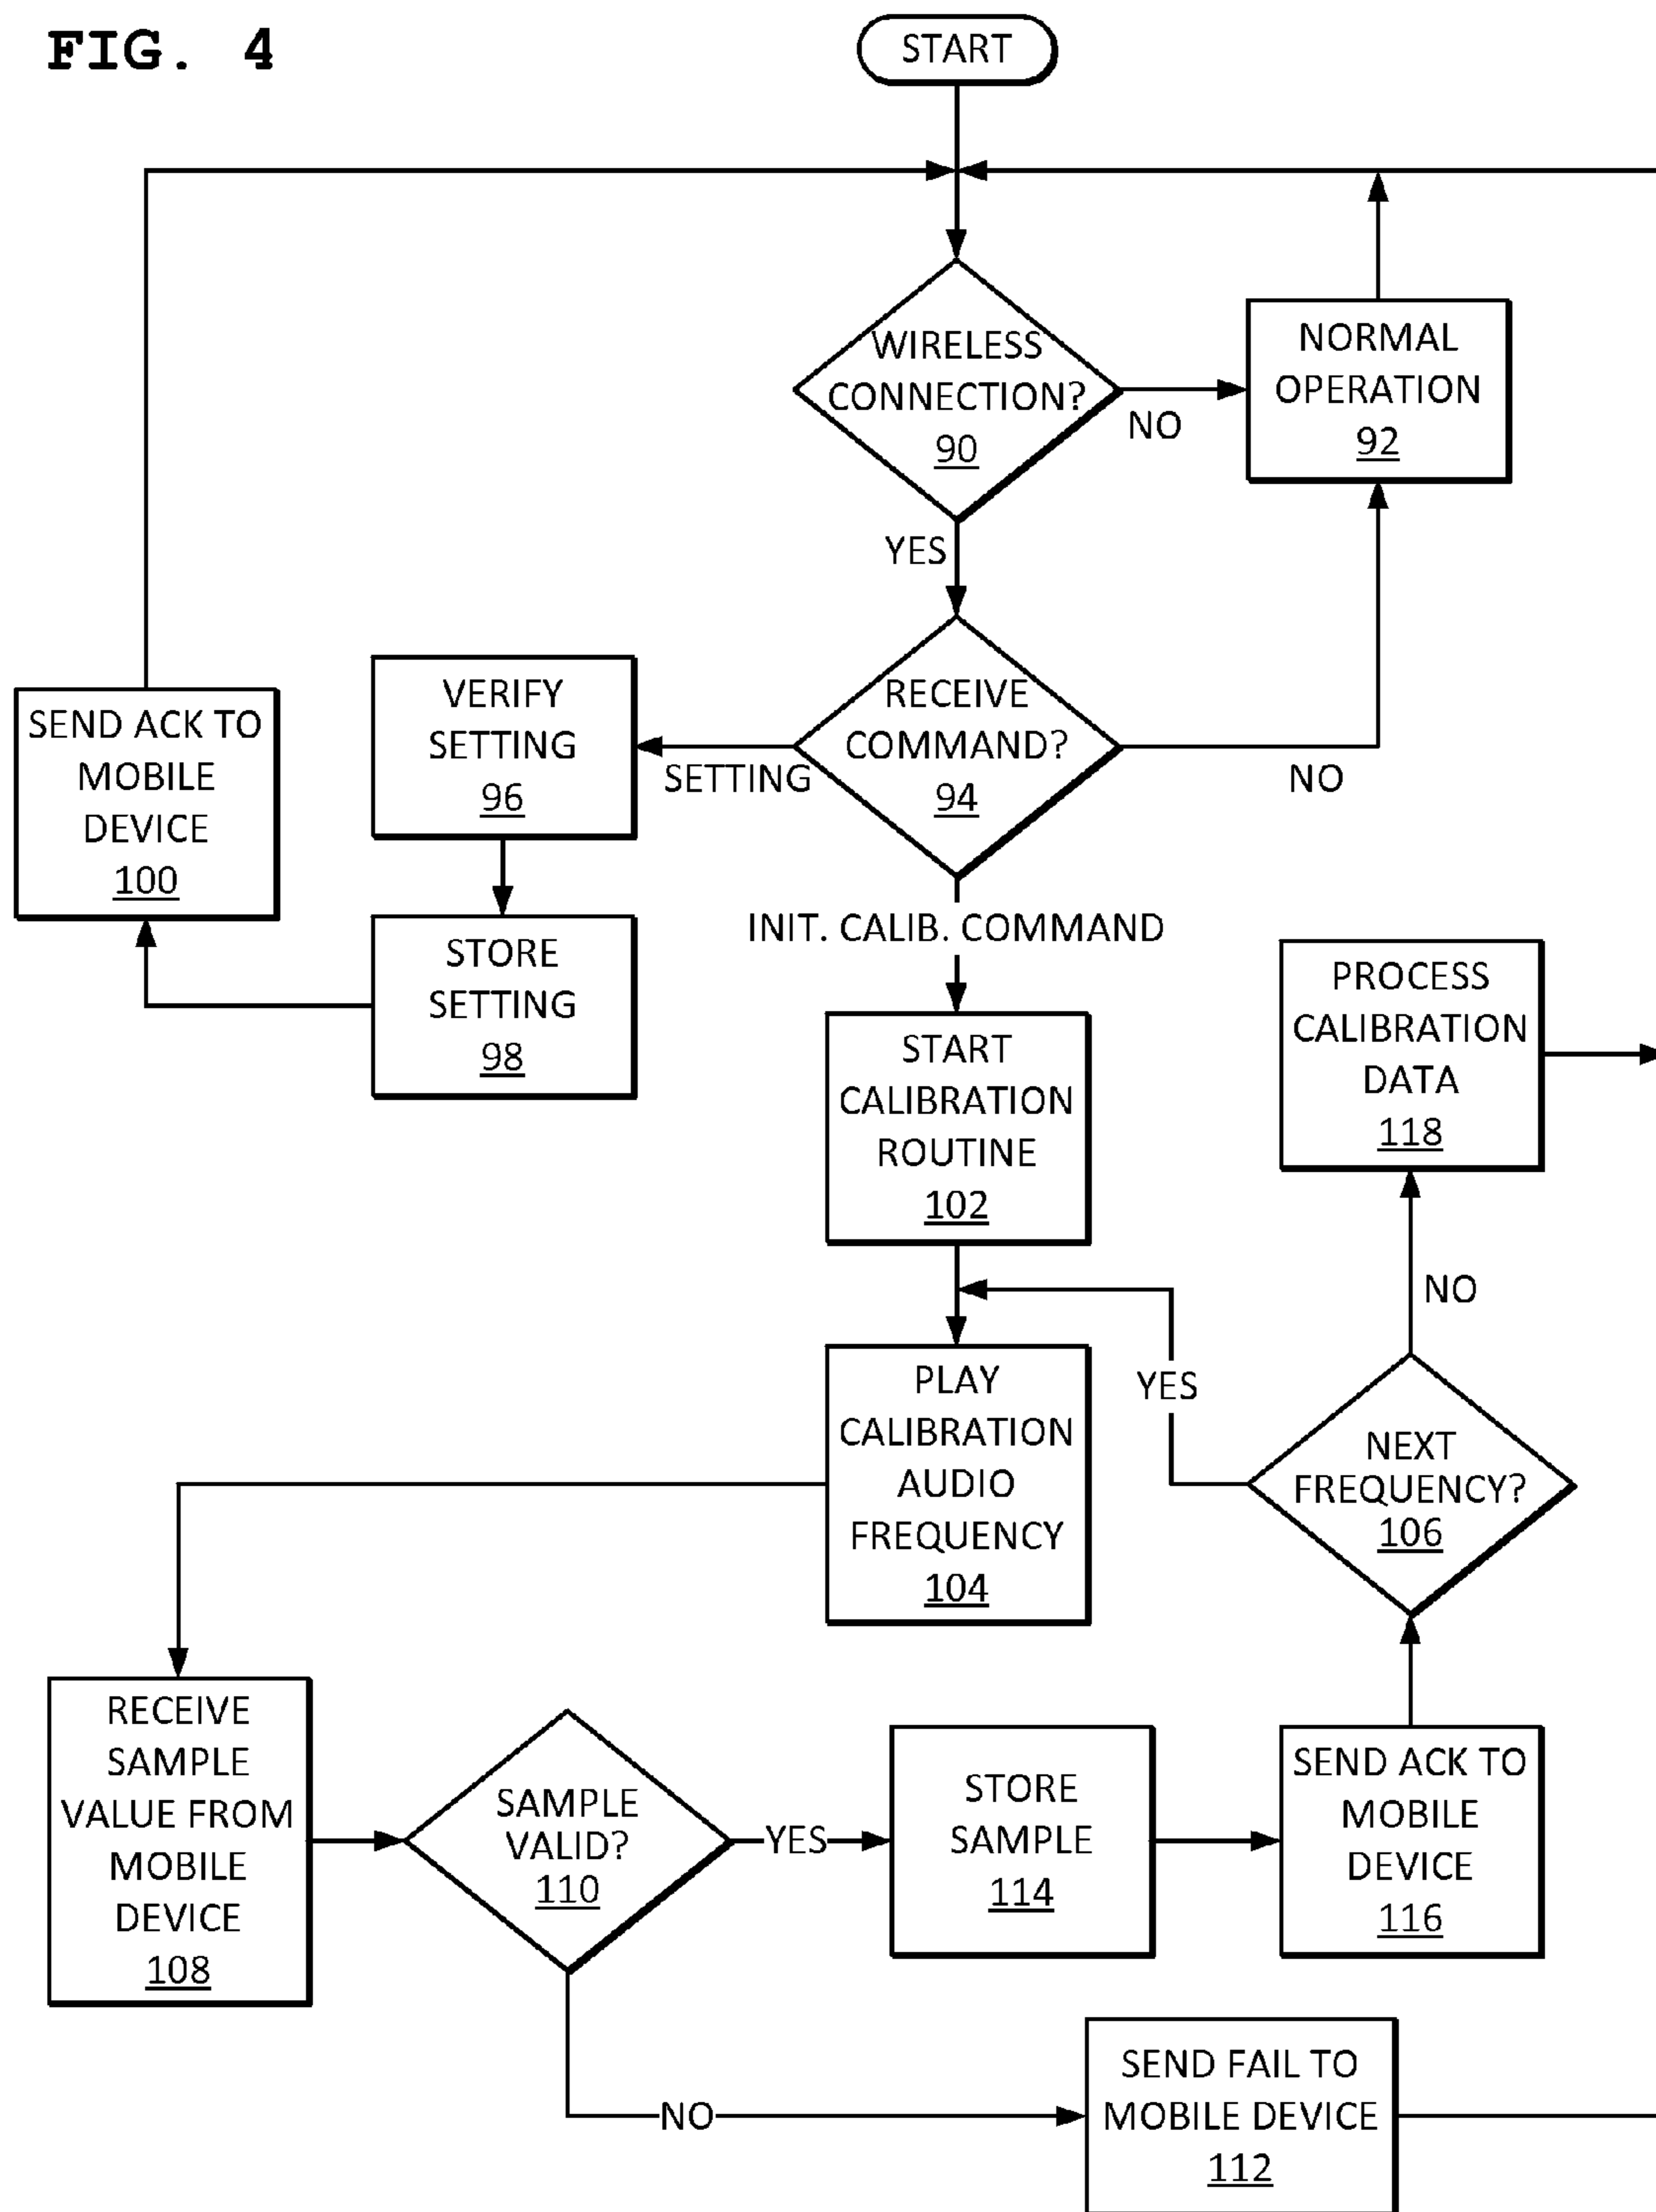 FIG. 4
START
WIRELESS
CONNECTION?
90
NO
NORMAL
OPERATION
92
YES
RECEIVE
COMMAND?
94
SETTING
NO
VERIFY
SETTING
96
SEND ACK TO
MOBILE
DEVICE
100
STORE
SETTING
98
INIT. CALIB. COMMAND
START
CALIBRATION
ROUTINE
102
PROCESS
CALIBRATION
DATA
118
NO
YES
PLAY
CALIBRATION
AUDIO
FREQUENCY
104
NEXT
FREQUENCY?
106
RECEIVE
SAMPLE
VALUE FROM
MOBILE
DEVICE
108
SAMPLE
VALID?
110
YES
STORE
SAMPLE
114
SEND ACK TO
MOBILE
DEVICE
116
NO
SEND FAIL TO
MOBILE DEVICE
112